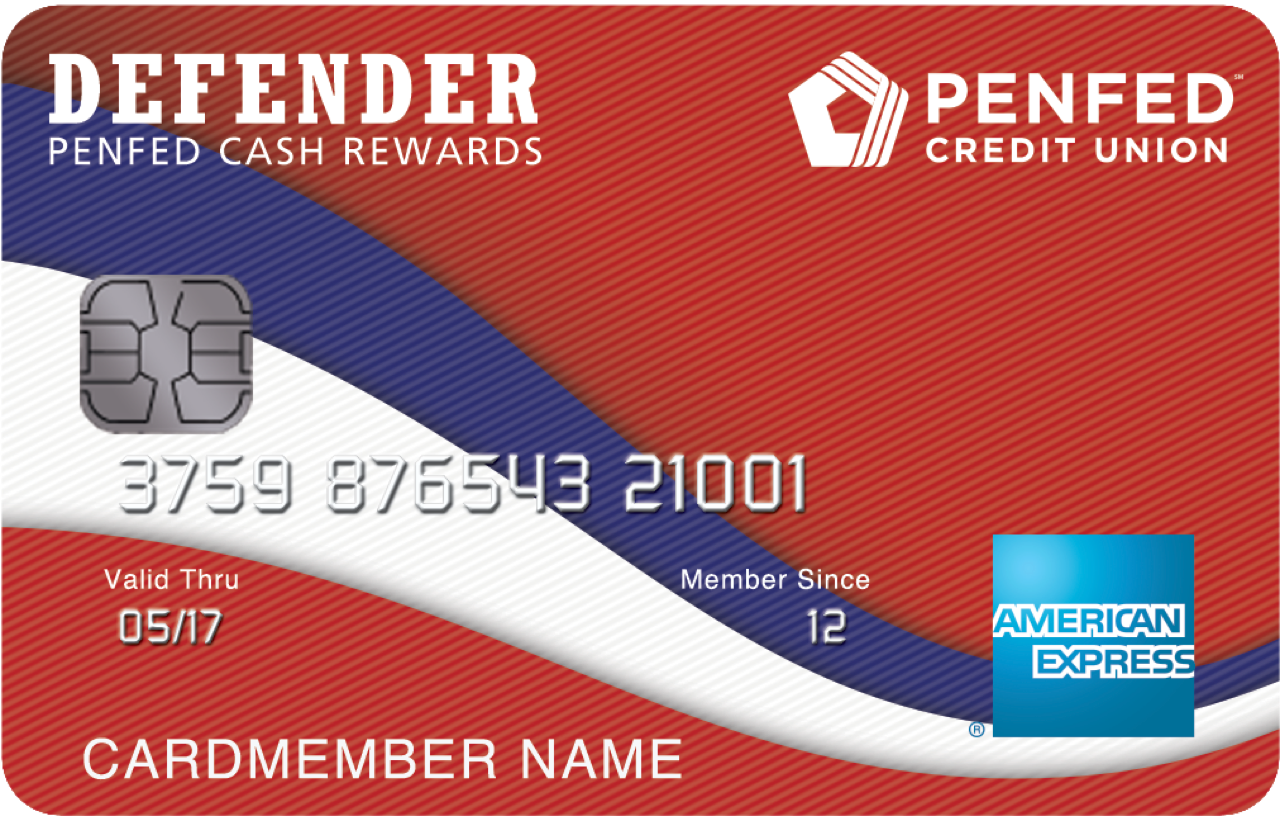 DEFENDER
PENFED CASH REWARDS
PENFED℠
CREDIT UNION
3759 876543 21001
Valid Thru
05/17
Member Since
12
AMERICAN
EXPRESS
®
CARDMEMBER NAME